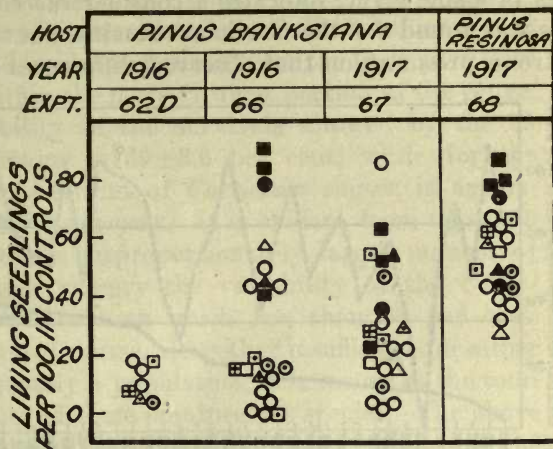 HOST PINUS BANKSIANA PINUS RESINOSA
YEAR 1916 1916 1917 1917
EXPT. 62D 66 67 68
LIVING SEEDLINGS
PER 100 IN CONTROLS
80
60
40
20
0